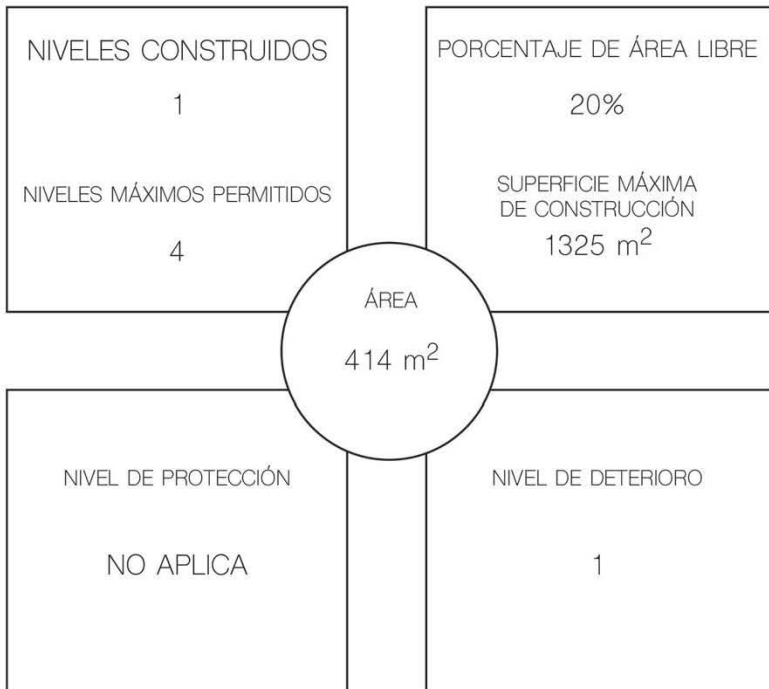 NIVELES CONSTRUIDOS
1
NIVELES MÁXIMOS PERMITIDOS
4
PORCENTAJE DE ÁREA LIBRE
20%
SUPERFICIE MÁXIMA
DE CONSTRUCCIÓN
1325 m²
ÁREA
414 m²
NIVEL DE PROTECCIÓN
NO APLICA
NIVEL DE DETERIORO
1